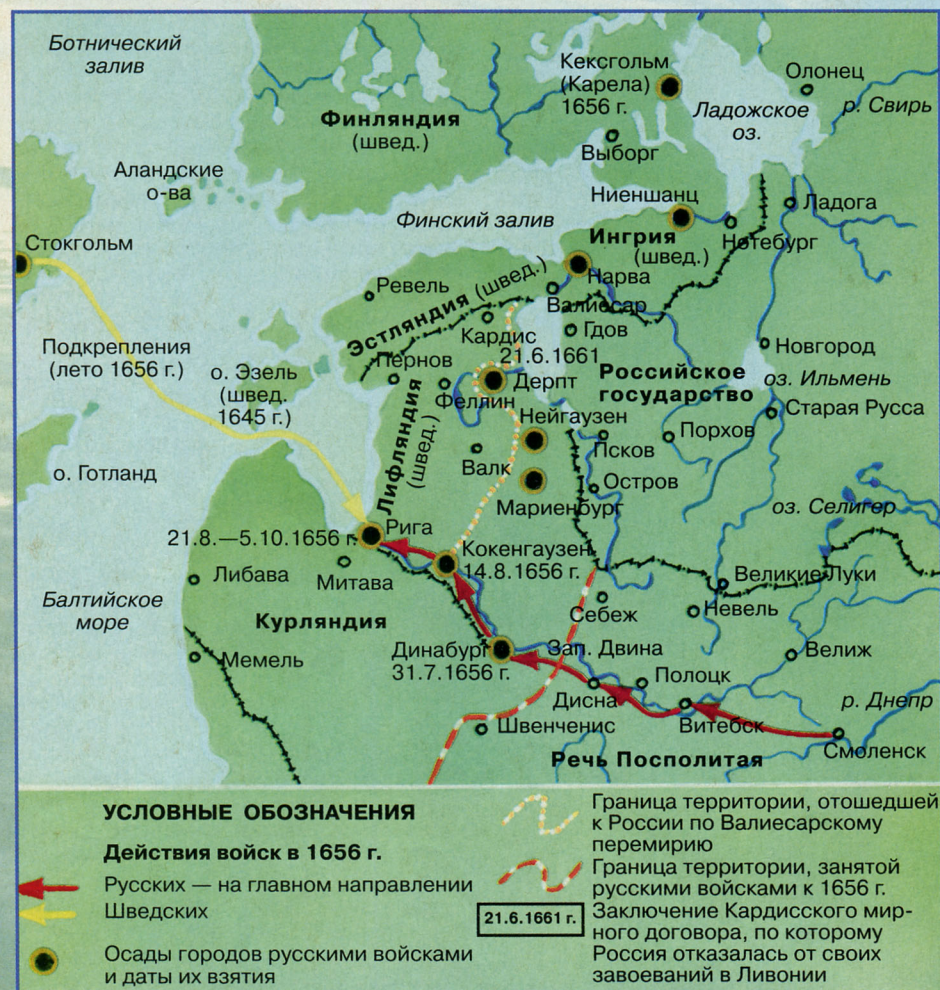 Ботнический
залив
Кексгольм
(Карела)
1656 г.
Олонец
р. Свирь
Ладожское
оз.
Финляндия
(швед.)
Выборг
Аландские
о-ва
Ниеншанц
Ладога
Финский залив
Нотебург
Ингрия
(швед.)
Стокгольм
Нарва
Ревель
Эстляндия (швед.)
Валиесар
Гдов
Кардис
21.6.1661
Новгород
Подкрепления
(лето 1656 г.)
о. Эзель
(швед.
1645 г.)
Пернов
Феллин
Дерпт
Российское
государство
оз. Ильмень
Старая Русса
Лифляндия
(швед.)
Нейгаузен
Псков
Порхов
Валк
о. Готланд
Остров
Мариенбург
оз. Селигер
Рига
21.8.—5.10.1656 г.
Кокенгаузен
14.8.1656 г.
Либава
Митава
Великие Луки
Балтийское
море
Себеж
Невель
Курляндия
Динабург
31.7.1656 г.
Зап. Двина
Велиж
Мемель
Полоцк
Дисна
р. Днепр
Швенченис
Витебск
Смоленск
Речь Посполитая
УСЛОВНЫЕ ОБОЗНАЧЕНИЯ
Действия войск в 1656 г.
Русских — на главном направлении
Шведских
Осады городов русскими войсками
и даты их взятия
Граница территории, отошедшей
к России по Валиесарскому
перемирию
Граница территории, занятой
русскими войсками к 1656 г.
21.6.1661 г.
Заключение Кардисского мир-
ного договора, по которому
Россия отказалась от своих
завоеваний в Ливонии